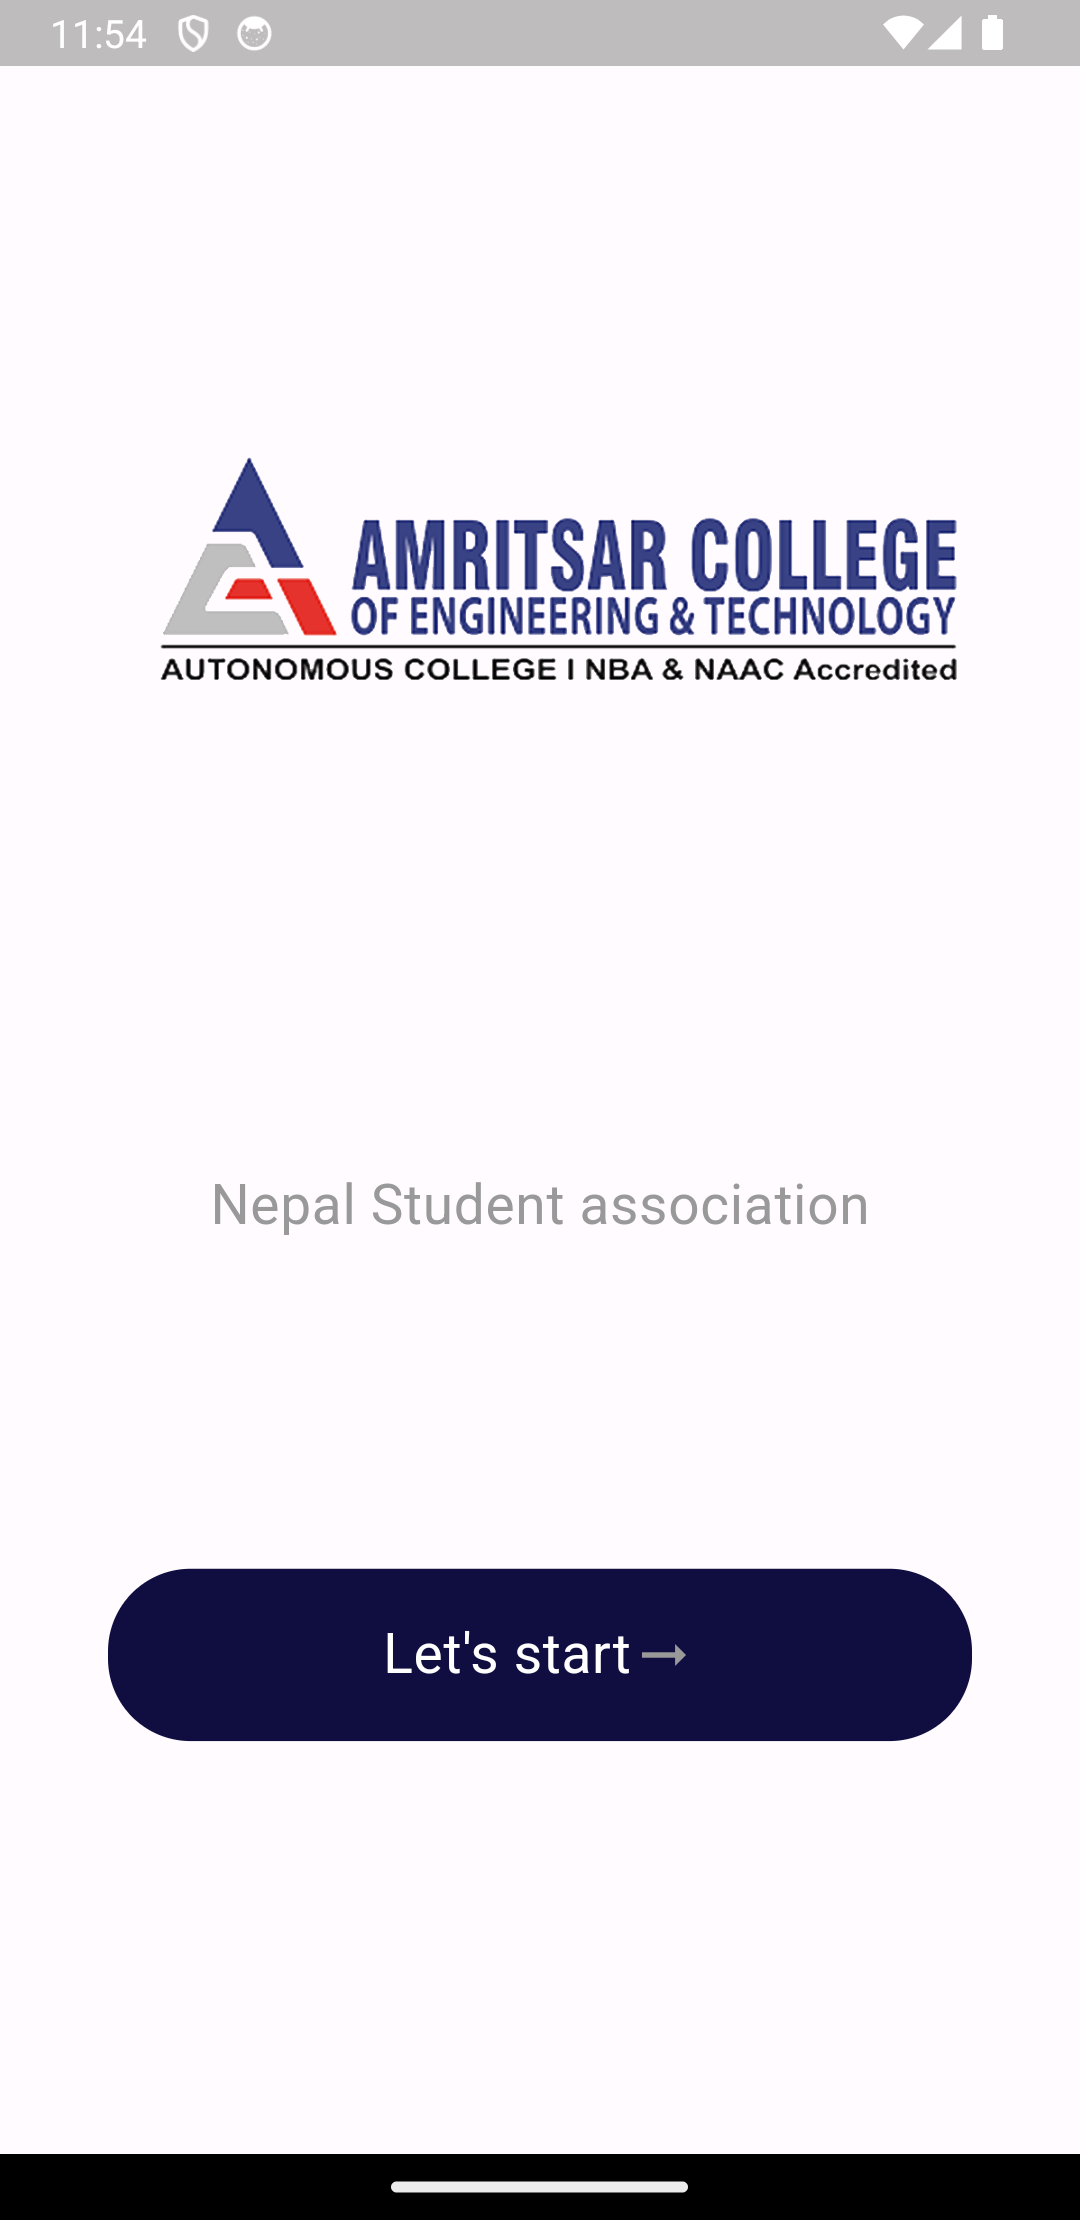 11:54
AMRITSAR COLLEGE
OF ENGINEERING & TECHNOLOGY
AUTONOMOUS COLLEGE I NBA & NAAC Accredited
Nepal Student association
Let's start